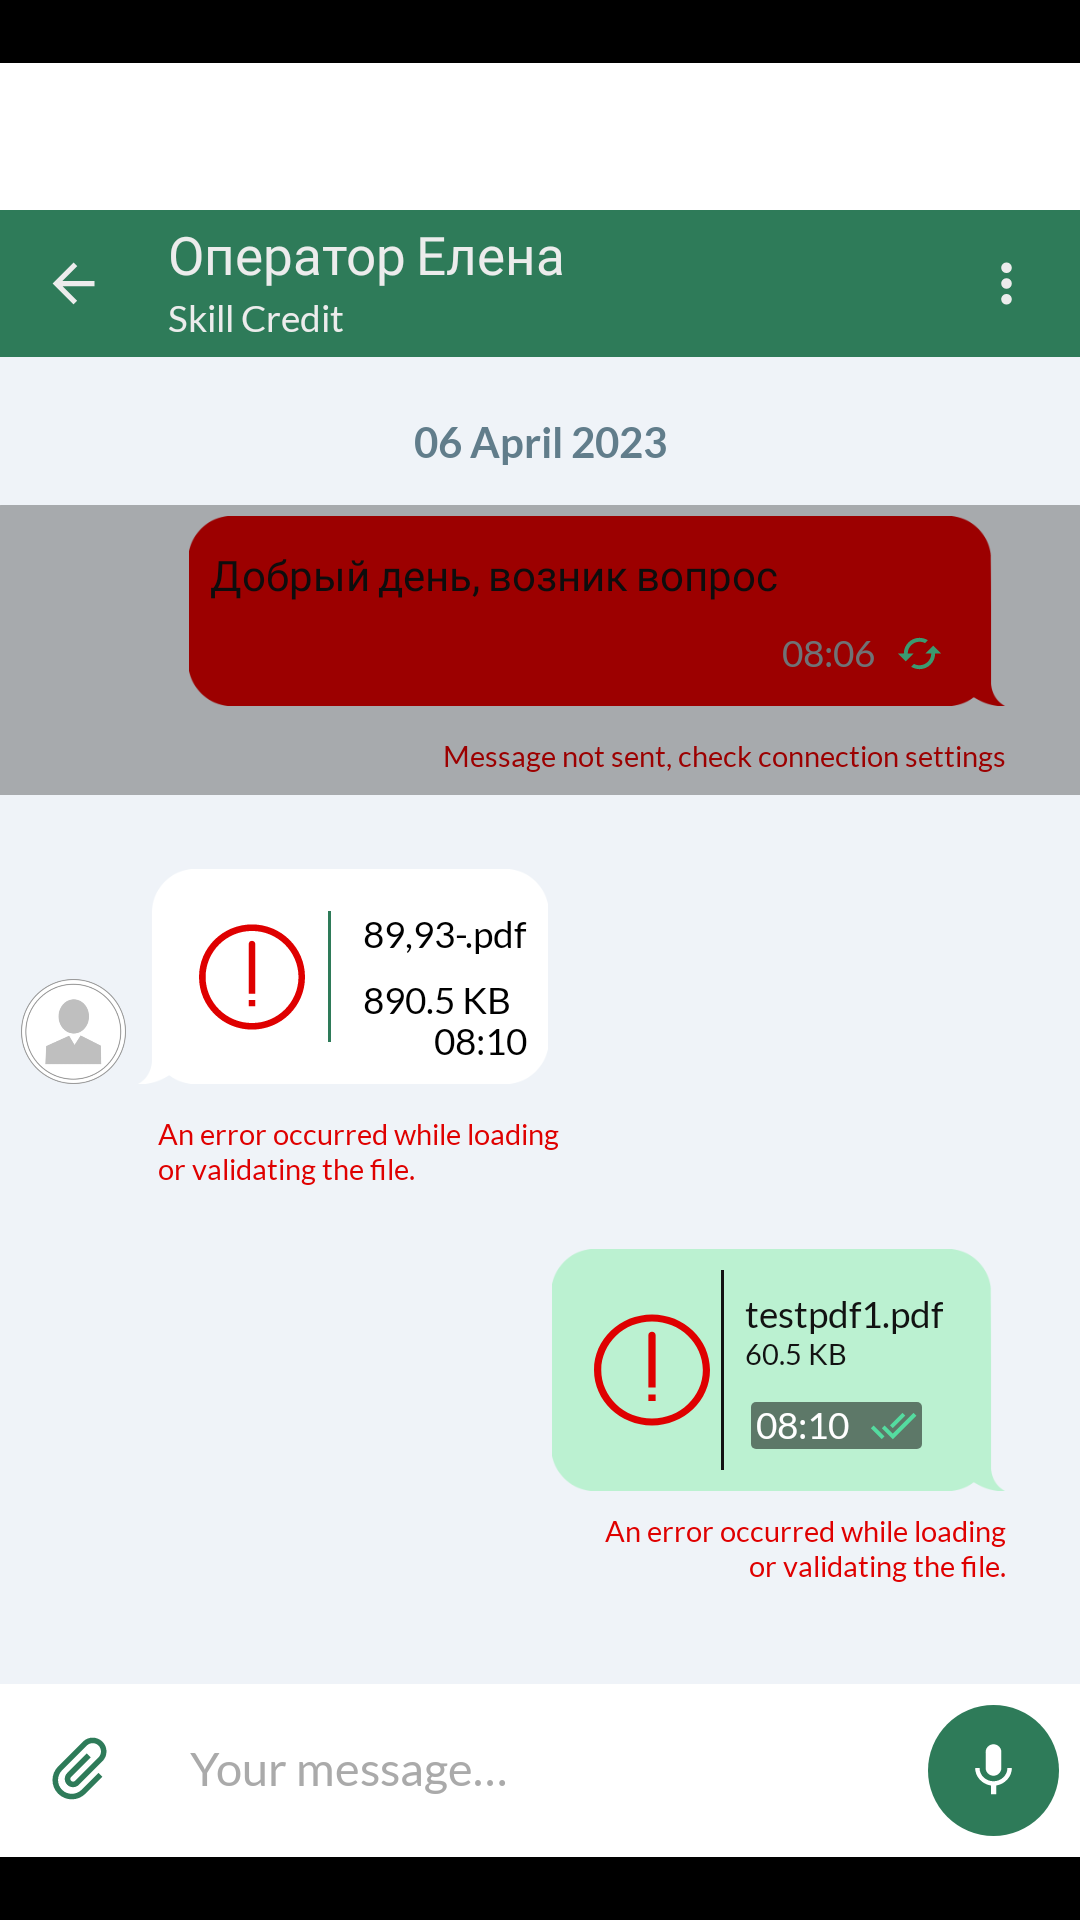 Оператор Елена
Skill Credit
06 April 2023
Добрый день, возник вопрос
08:06
Message not sent, check connection settings
89,93-.pdf
890.5 KB
08:10
An error occurred while loading
or validating the file.
testpdf1.pdf
60.5 KB
08:10
An error occurred while loading
or validating the file.
Your message...